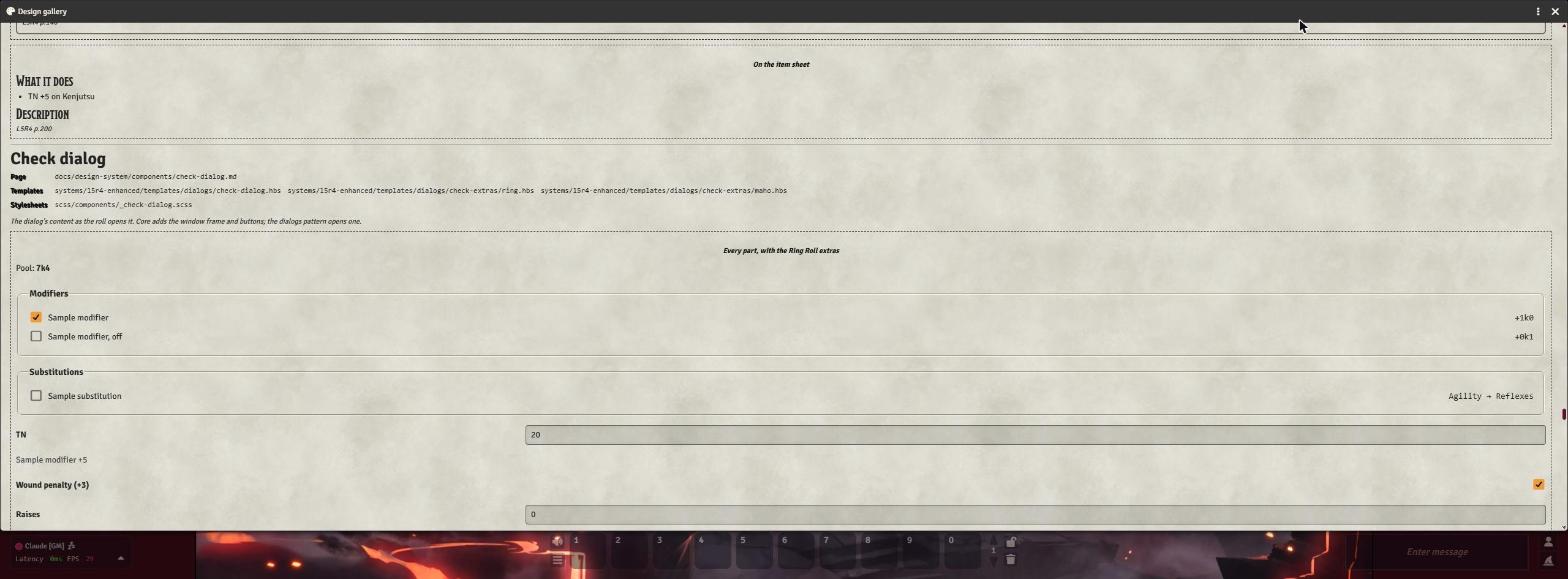 Design gallery
On the item sheet
What it does
• TN +5 on Kenjutsu
Description
L5R4 p.200
Check dialog
Page docs/design-system/components/check-dialog.md
Templates systems/l5r4-enhanced/templates/dialogs/check-dialog.hbs systems/l5r4-enhanced/templates/dialogs/check-extras/ring.hbs systems/l5r4-enhanced/templates/dialogs/check-extras/maho.hbs
Stylesheets scss/components/_check-dialog.scss
The dialog's content as the roll opens it. Core adds the window frame and buttons; the dialogs pattern opens one.
Every part, with the Ring Roll extras
Pool: 7k4
Modifiers
Sample modifier +1k0
Sample modifier, off +0k1
Substitutions
Sample substitution Agility → Reflexes
TN 20
Sample modifier +5
Wound penalty (+3)
Raises 0
Claude [GM]
Latency 0ms FPS 29
1 2 3 4 5 6 7 8 9 0
1
Enter message